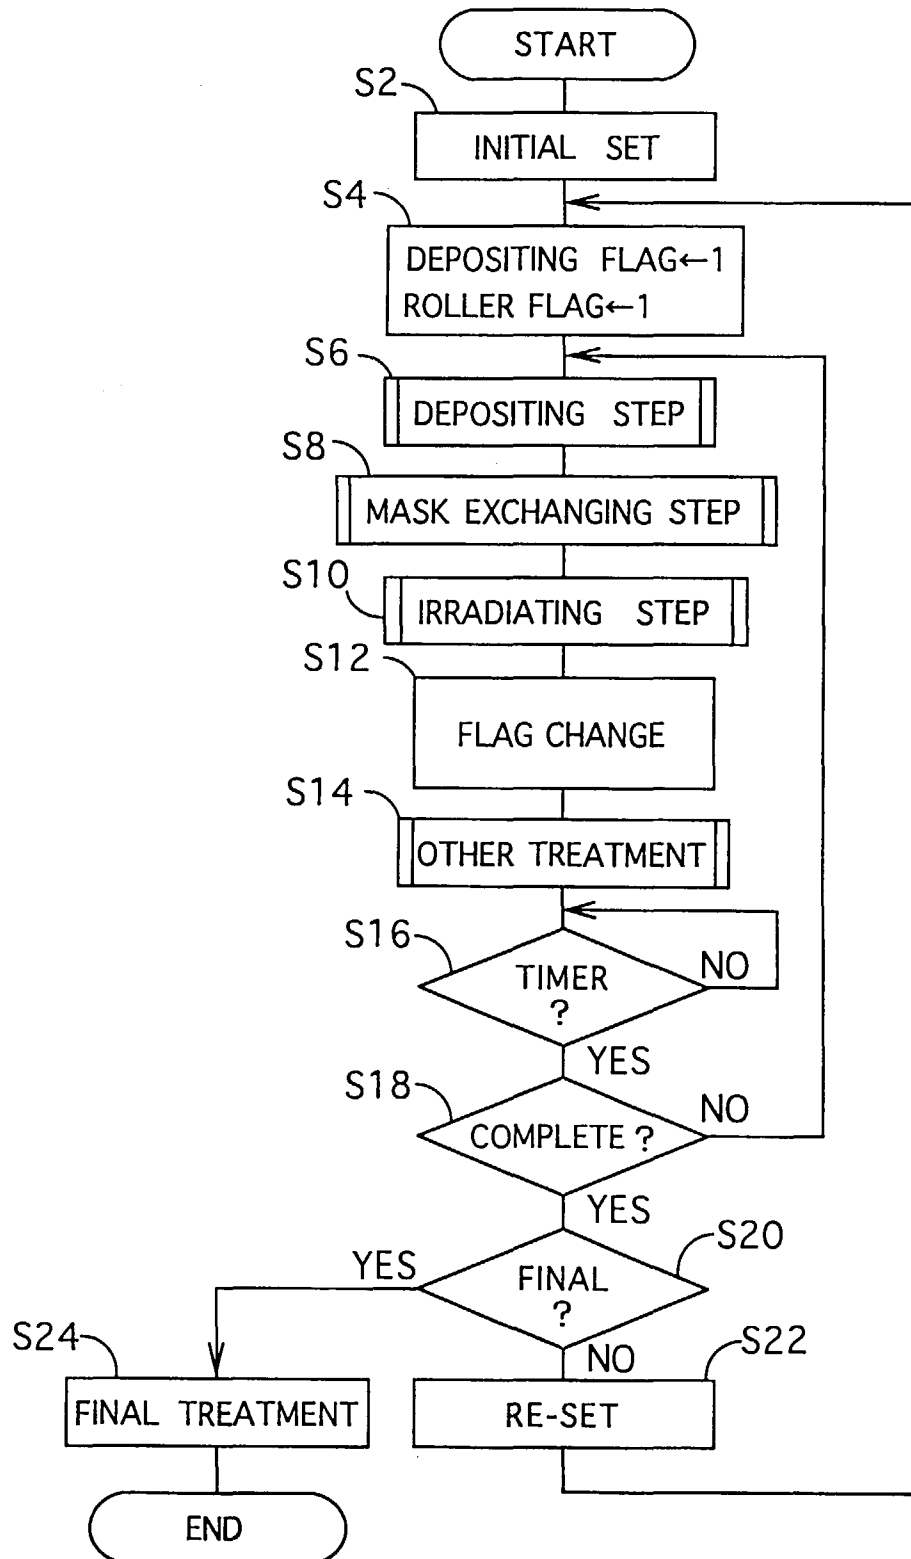 START
S2
INITIAL SET
S4
DEPOSITING FLAG←1
ROLLER FLAG←1
S6
DEPOSITING STEP
S8
MASK EXCHANGING STEP
S10
IRRADIATING STEP
S12
FLAG CHANGE
S14
OTHER TREATMENT
S16
TIMER
?
NO
YES
S18
COMPLETE ?
NO
YES
S20
FINAL
?
YES
NO
S24
FINAL TREATMENT
S22
RE-SET
END